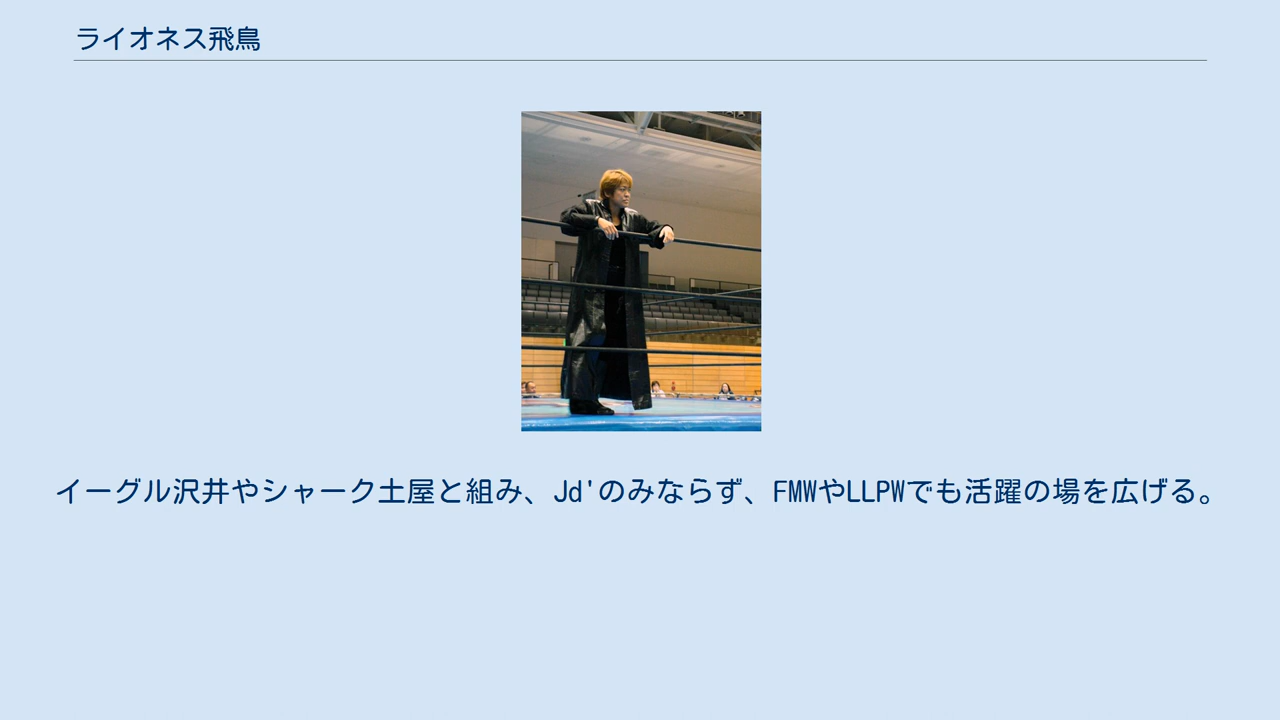 ライオネス飛鳥
イーグル沢井やシャーク土屋と組み、Jd'のみならず、FMWやLLPWでも活躍の場を広げる。